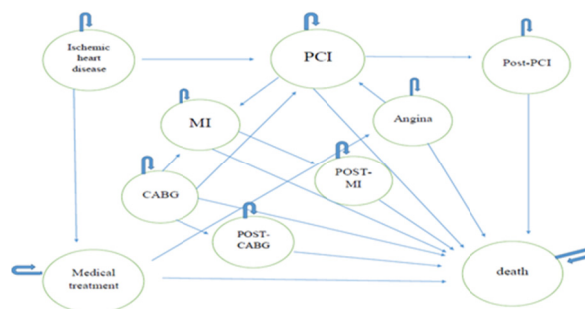 Ischemic
heart
disease
PCI
Post-PCI
MI
Angina
POST-
MI
CABG
POST-
CABG
Medical
treatment
death